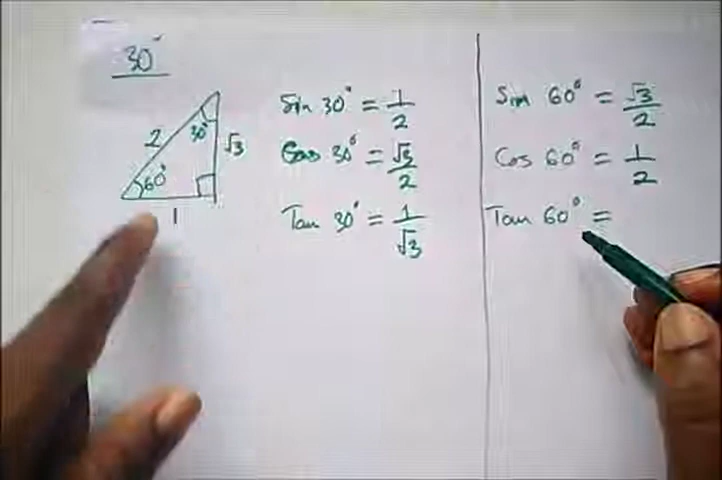 30°
2
30°
√3
60°
1
Sin 30° = 1/2
Cos 30° = √3/2
Tan 30° = 1/√3
Sin 60° = √3/2
Cos 60° = 1/2
Tan 60° =